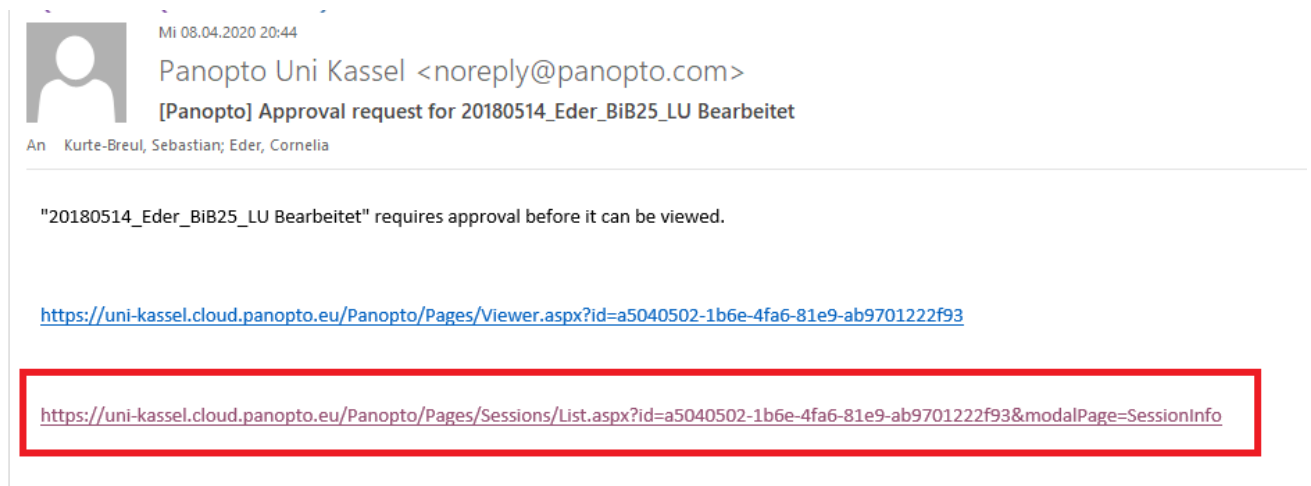 Mi 08.04.2020 20:44
Panopto Uni Kassel <noreply@panopto.com>
[Panopto] Approval request for 20180514_Eder_BiB25_LU Bearbeitet
An Kurte-Breul, Sebastian; Eder, Cornelia
"20180514_Eder_BiB25_LU Bearbeitet" requires approval before it can be viewed.
https://uni-kassel.cloud.panopto.eu/Panopto/Pages/Viewer.aspx?id=a5040502-1b6e-4fa6-81e9-ab9701222f93
https://uni-kassel.cloud.panopto.eu/Panopto/Pages/Sessions/List.aspx?id=a5040502-1b6e-4fa6-81e9-ab9701222f93&modalPage=SessionInfo